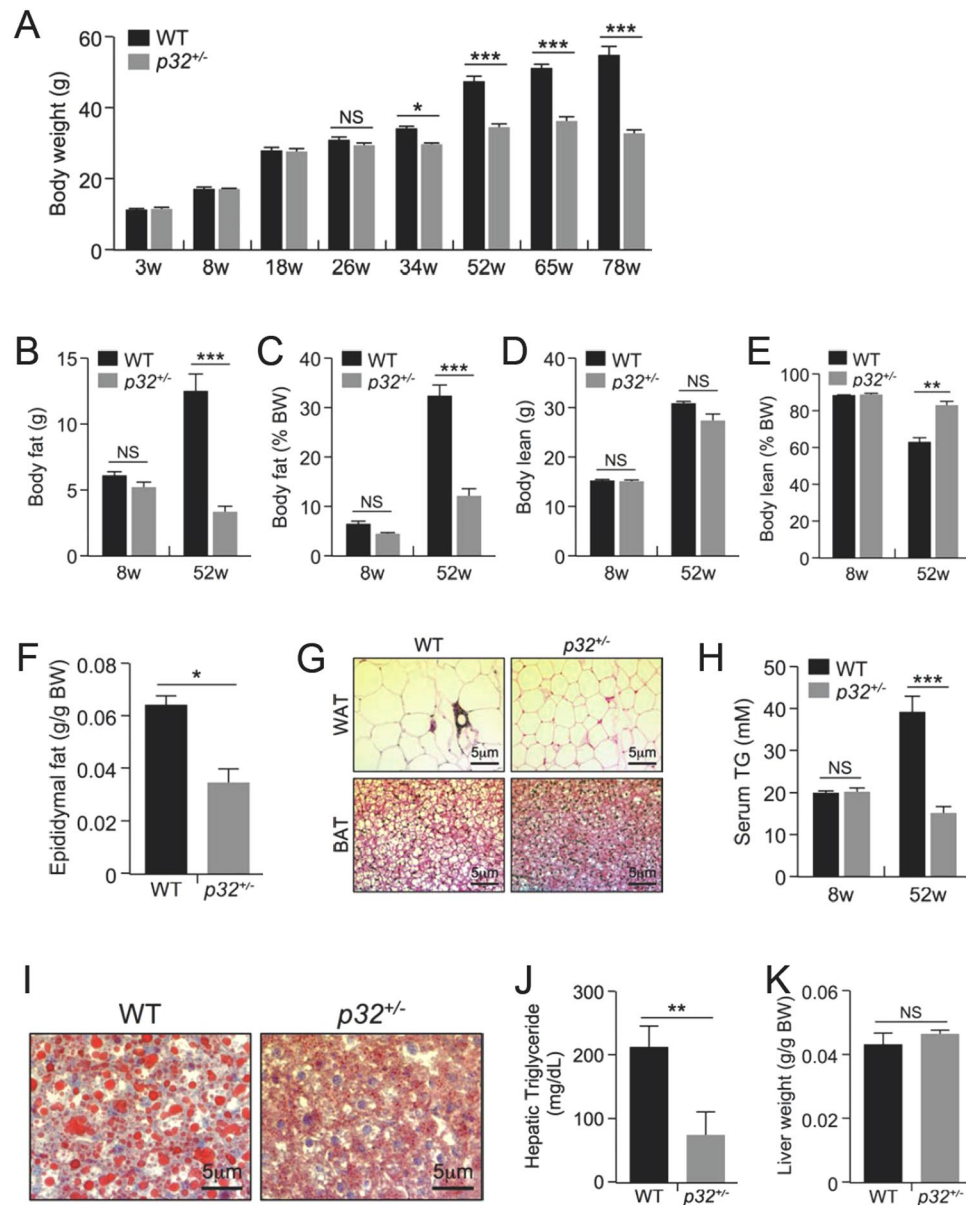 A
WT
p32+/-
Body weight (g)
60
40
20
0
NS
*
***
***
***
3w 8w 18w 26w 34w 52w 65w 78w
B
WT
p32+/-
Body fat (g)
15
10
5
0
NS
***
8w 52w
C
WT
p32+/-
Body fat (% BW)
40
30
20
10
0
NS
***
8w 52w
D
WT
p32+/-
Body lean (g)
40
30
20
10
0
NS
NS
8w 52w
E
WT
p32+/-
Body lean (% BW)
100
80
60
40
20
0
**
8w 52w
F
Epididymal fat (g/g BW)
0.08
0.06
0.04
0.02
0
*
WT p32+/-
G
WT p32+/-
WAT
5μm 5μm
BAT
5μm 5μm
H
WT
p32+/-
Serum TG (mM)
60
50
40
30
20
10
0
NS
***
8w 52w
I
WT p32+/-
5μm 5μm
J
Hepatic Triglyceride
(mg/dL)
300
200
100
0
**
WT p32+/-
K
Liver weight (g/g BW)
0.06
0.04
0.02
0
NS
WT p32+/-